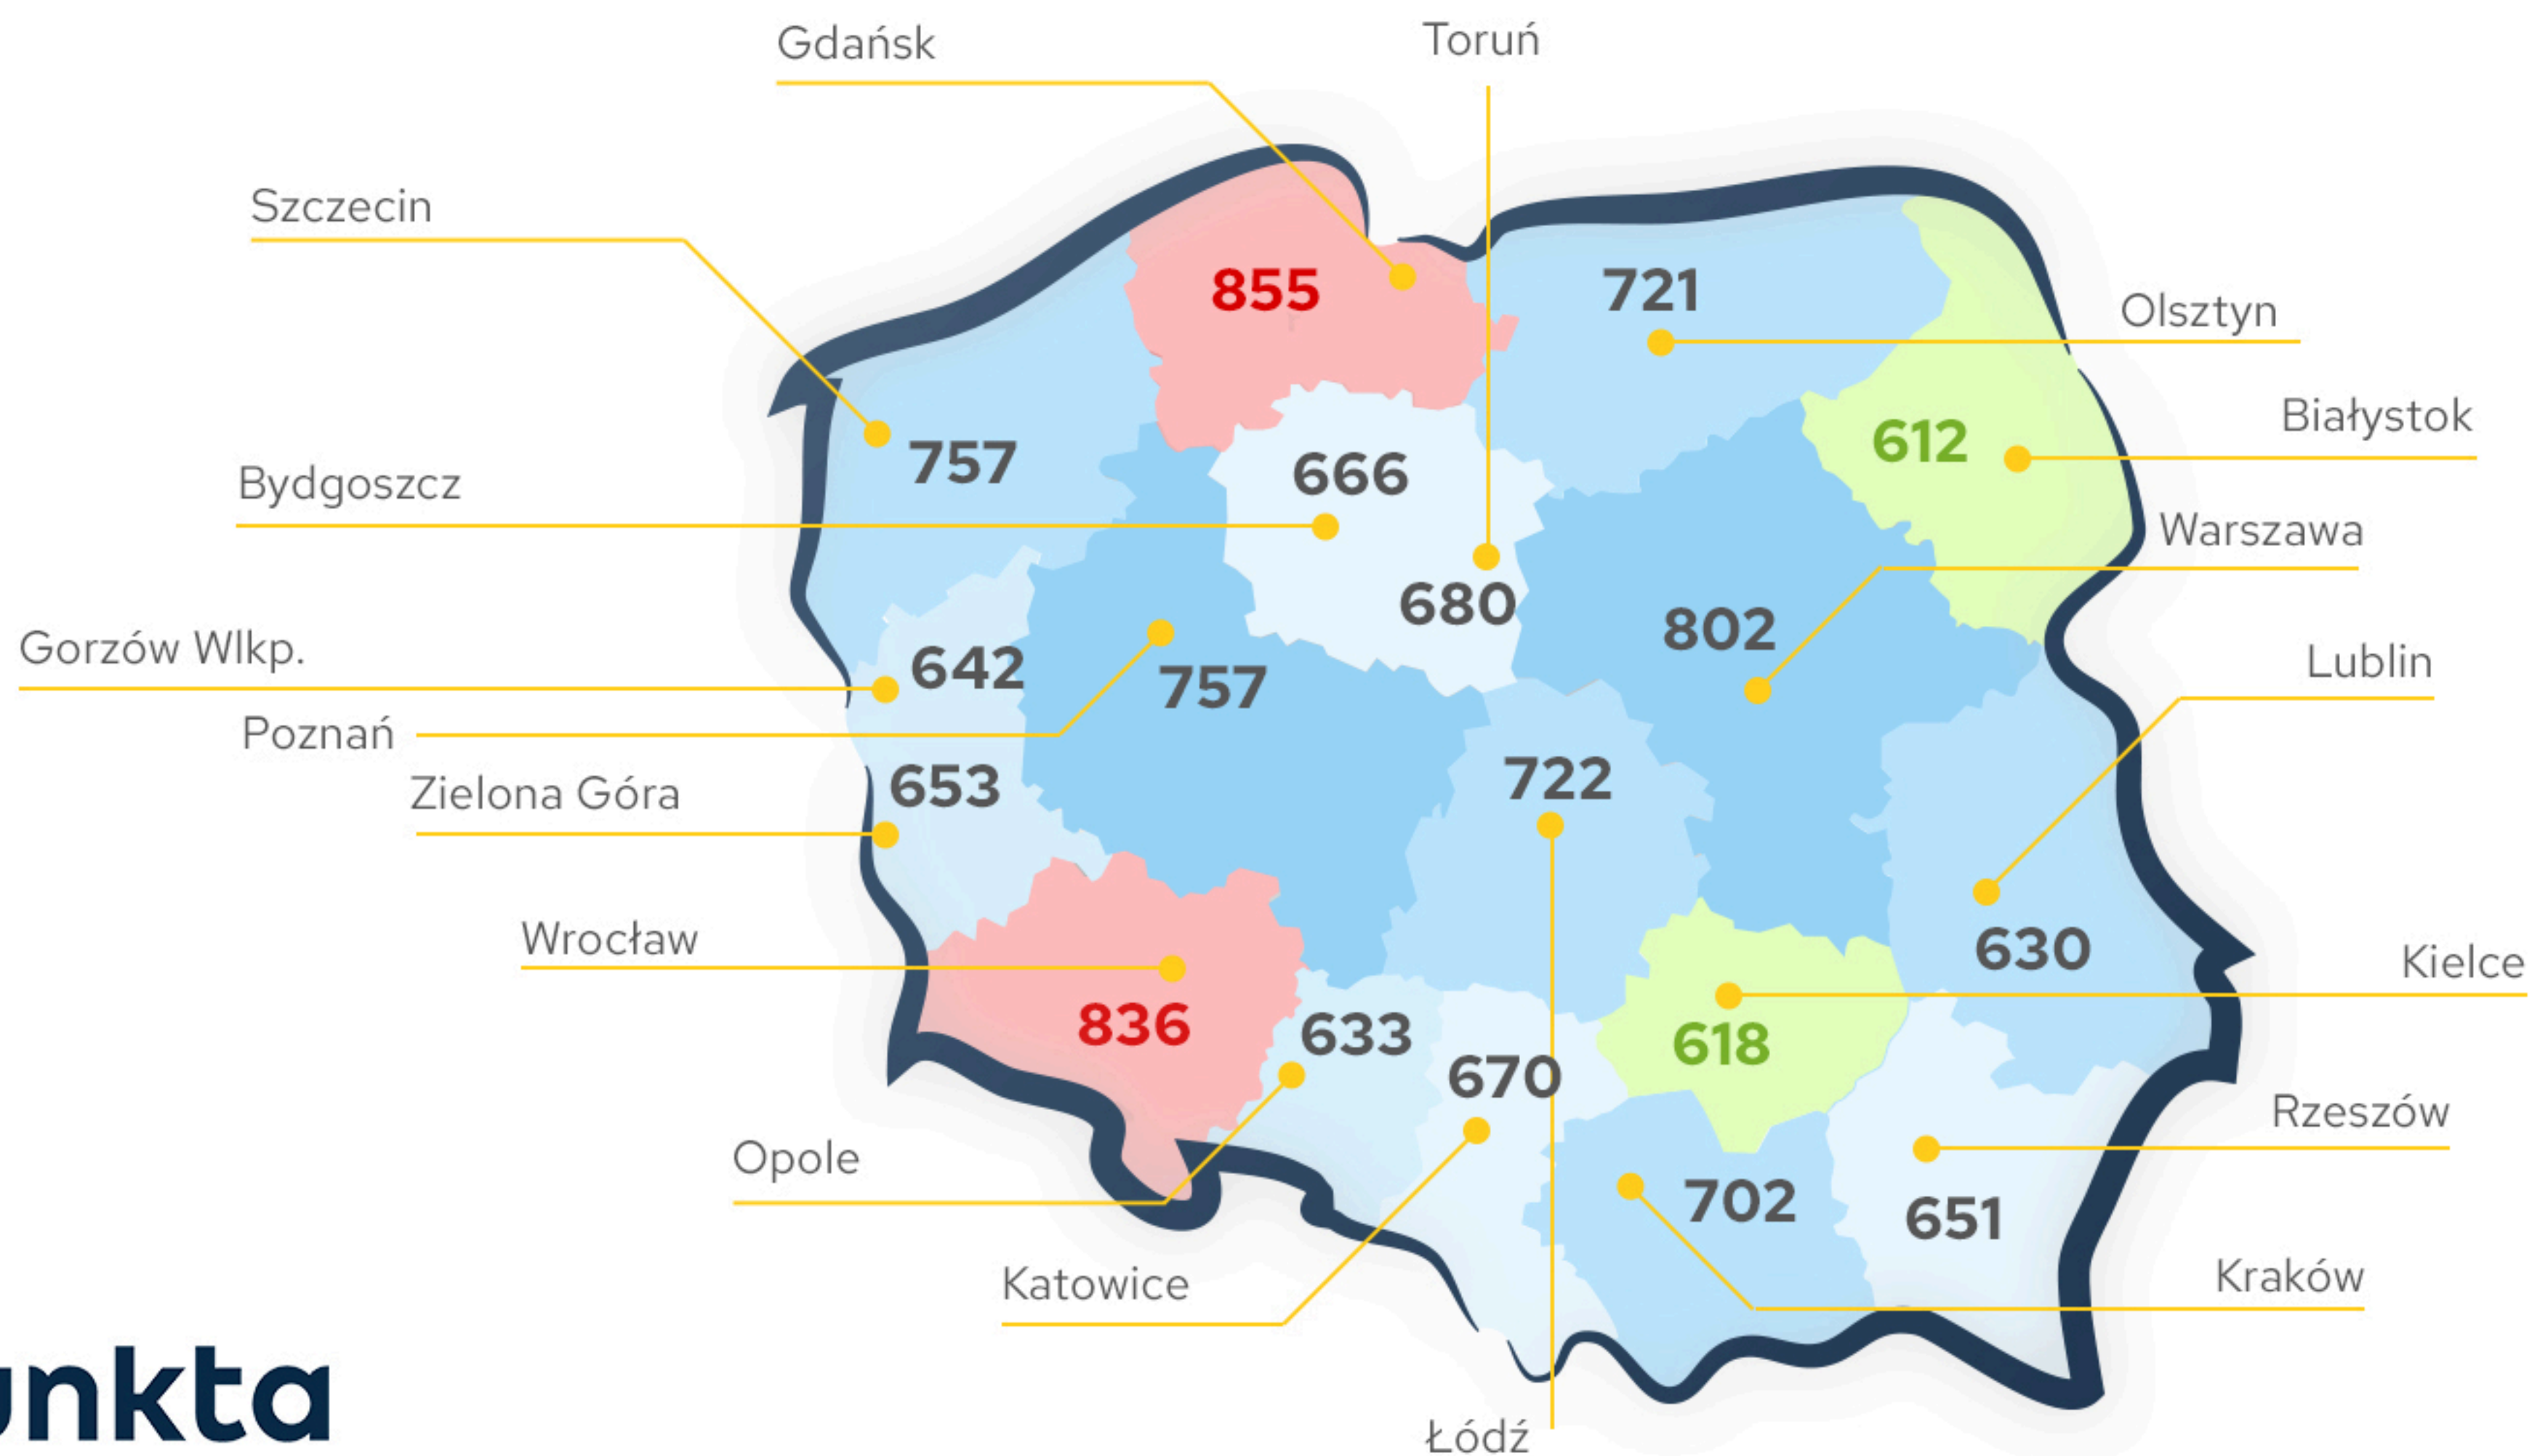 Gdańsk
Toruń
Szczecin
855
721
Olsztyn
Białystok
612
757
666
Bydgoszcz
Warszawa
680
802
Gorzów Wlkp.
642
Lublin
757
Poznań
Zielona Góra
653
722
Wrocław
630
Kielce
836
633
618
670
Rzeszów
Opole
702
651
Katowice
Kraków
unkta
Łódź